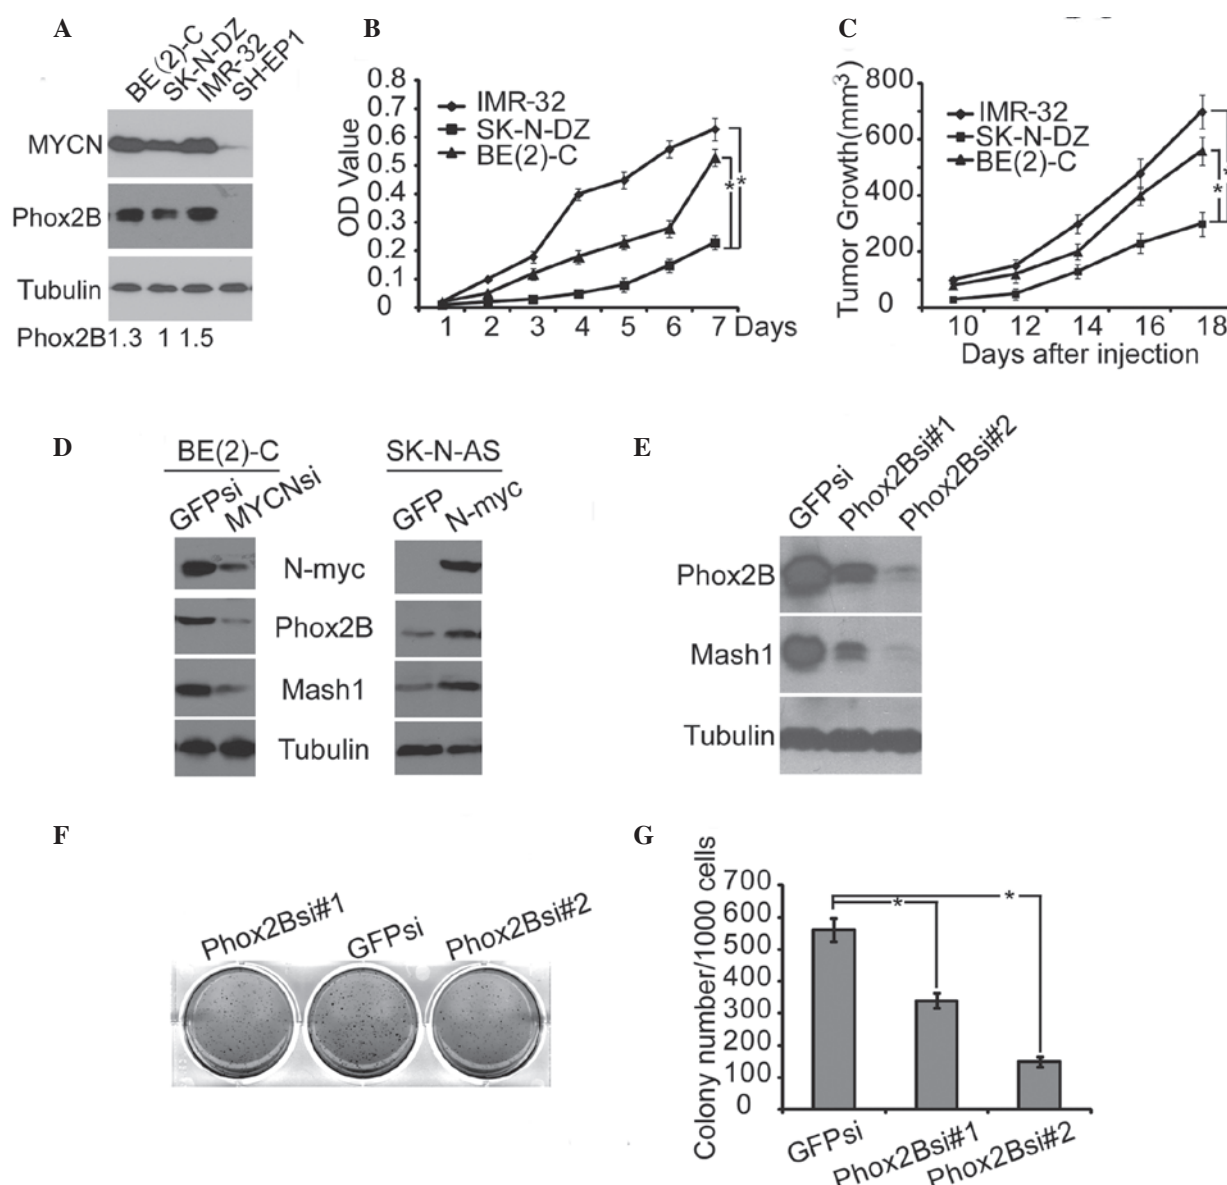 A
BE(2)-C
SK-N-DZ
IMR-32
SH-EP1
MYCN
Phox2B
Tubulin
Phox2B 1.3 1 1.5
B
OD Value
0.8
0.7
0.6
0.5
0.4
0.3
0.2
0.1
0
IMR-32
SK-N-DZ
BE(2)-C
*
*
1 2 3 4 5 6 7 Days
C
Tumor Growth(mm3)
800
600
400
200
0
IMR-32
SK-N-DZ
BE(2)-C
*
10 12 14 16 18
Days after injection
D
BE(2)-C
GFPsi
MYCNsi
SK-N-AS
GFP
N-myc
N-myc
Phox2B
Mash1
Tubulin
E
GFPsi
Phox2Bsi#1
Phox2Bsi#2
Phox2B
Mash1
Tubulin
F
Phox2Bsi#1
GFPsi
Phox2Bsi#2
G
Colony number/1000 cells
700
600
500
400
300
200
100
0
*
*
GFPsi
Phox2Bsi#1
Phox2Bsi#2